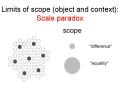 Limits of scope (object and context):
Scale paradox
scope
"difference"
"equality"